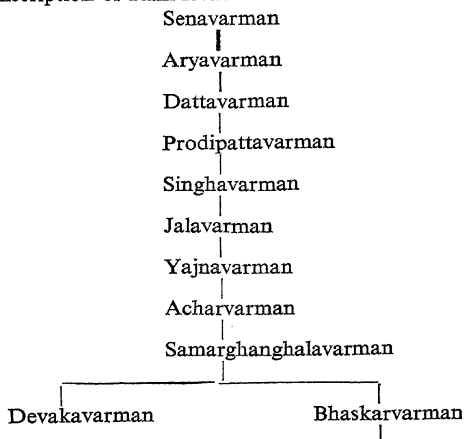 Senavarman
Aryavarman
Dattavarman
Prodipattavarman
Singhavarman
Jalavarman
Yajnavarman
Acharvarman
Samarghanghalavarman
Devakavarman Bhaskarvarman